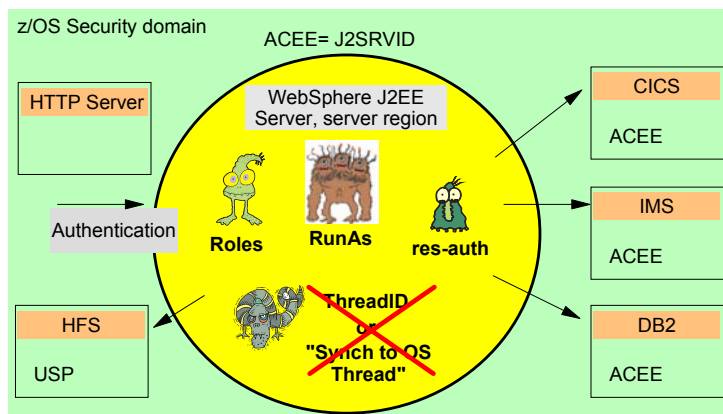 z/OS Security domain
ACEE= J2SRVID
HTTP Server
WebSphere J2EE
Server, server region
CICS
ACEE
Authentication
Roles
RunAs
res-auth
IMS
ACEE
HFS
USP
ThreadID
or
"Synch to OS
Thread"
DB2
ACEE